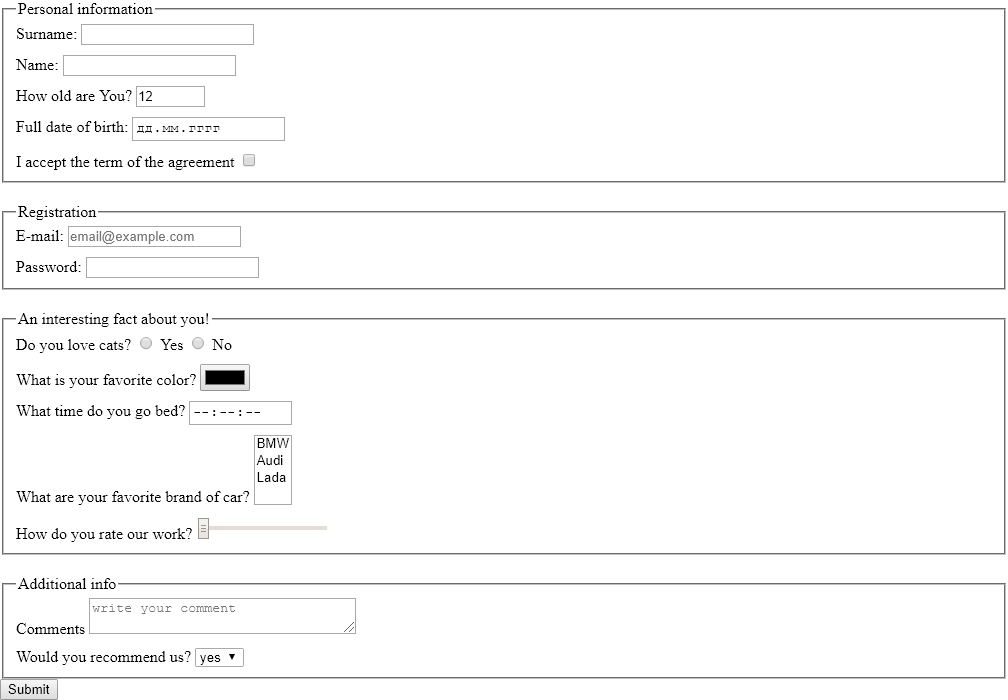 Personal information
Surname:
Name:
How old are You? 12
Full date of birth: дд.мм.гггг
I accept the term of the agreement
Registration
E-mail: email@example.com
Password:
An interesting fact about you!
Do you love cats? Yes No
What is your favorite color?
What time do you go bed? --:--:--
BMW
Audi
Lada
What are your favorite brand of car?
How do you rate our work?
Additional info
write your comment
Comments
Would you recommend us? yes
Submit